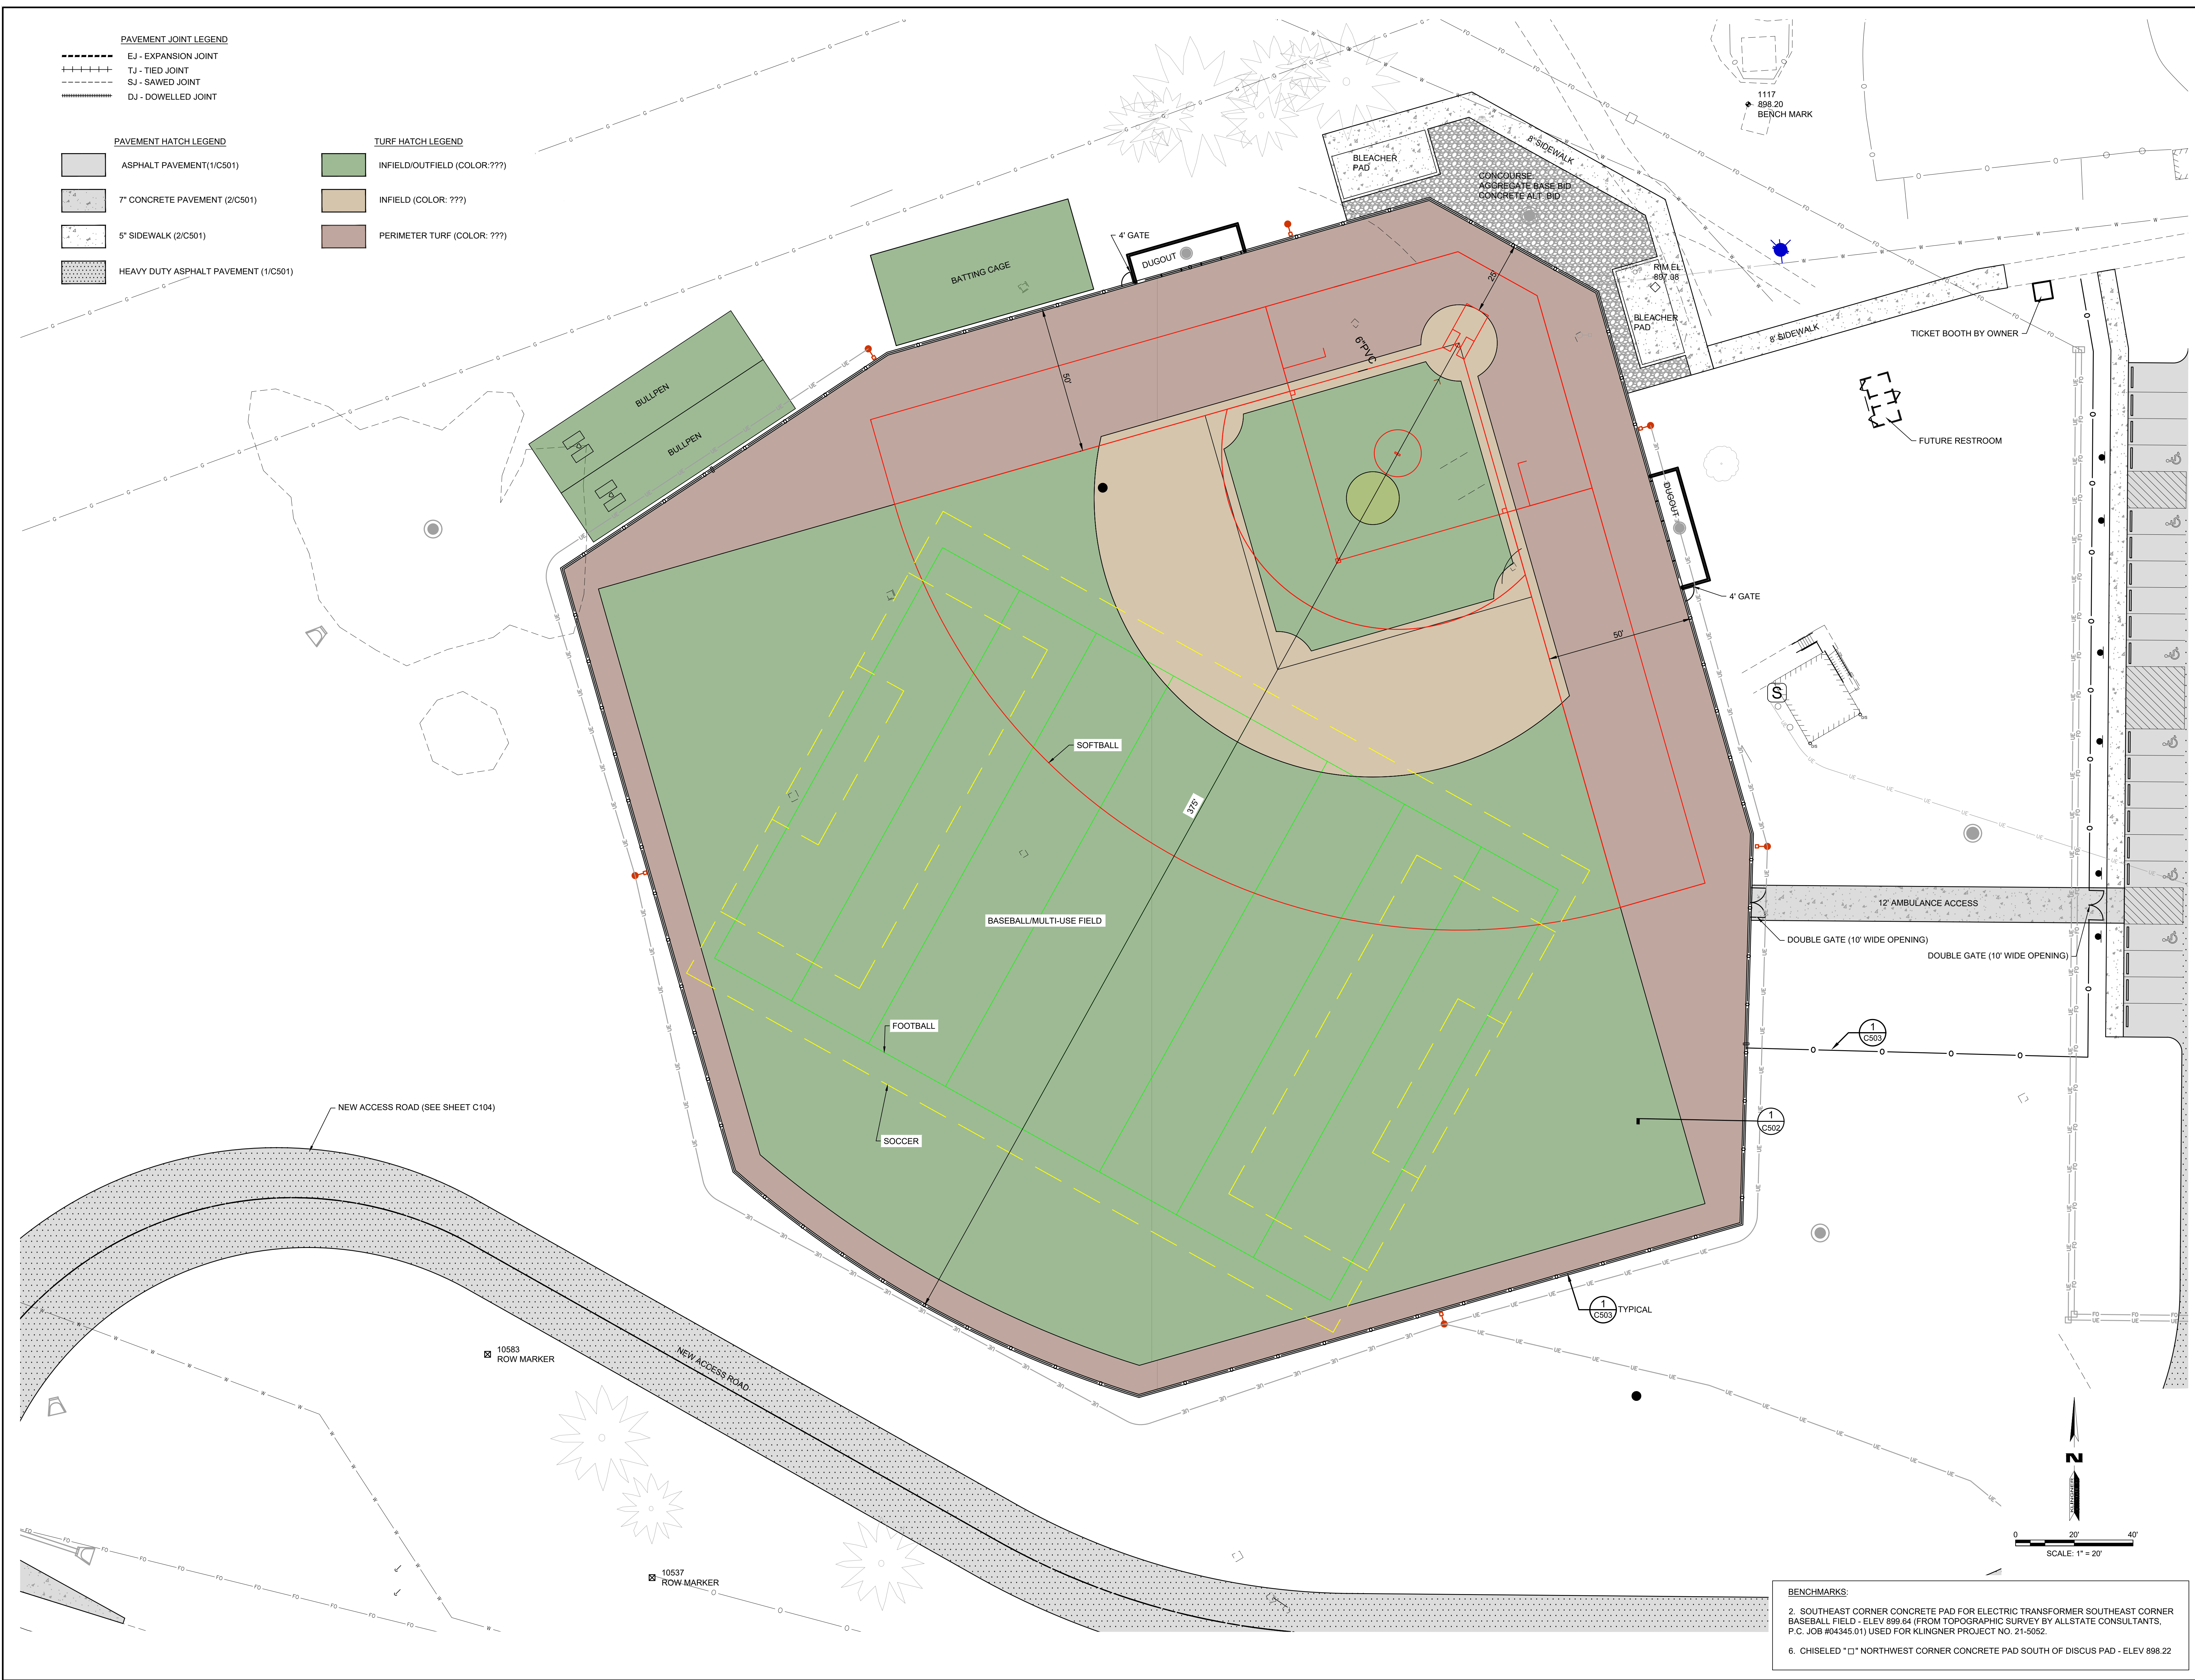 PAVEMENT JOINT LEGEND
EJ - EXPANSION JOINT
TJ - TIED JOINT
SJ - SAWED JOINT
DJ - DOWELLED JOINT
PAVEMENT HATCH LEGEND
ASPHALT PAVEMENT(1/C501)
7" CONCRETE PAVEMENT (2/C501)
5" SIDEWALK (2/C501)
HEAVY DUTY ASPHALT PAVEMENT (1/C501)
TURF HATCH LEGEND
INFIELD/OUTFIELD (COLOR:???)
INFIELD (COLOR: ???)
PERIMETER TURF (COLOR: ???)
1117
898.20
BENCH MARK
BLEACHER
PAD
8' SIDEWALK
CONCOURSE:
AGGREGATE BASE BID
CONCRETE ALT. BID
4' GATE
DUGOUT
BATTING CAGE
RIM EL:
897.08
25'
BLEACHER
PAD
8' SIDEWALK
TICKET BOOTH BY OWNER
6"PVC
50'
BULLPEN
BULLPEN
FUTURE RESTROOM
DUGOUT
4' GATE
50'
S
SOFTBALL
375'
BASEBALL/MULTI-USE FIELD
12' AMBULANCE ACCESS
DOUBLE GATE (10' WIDE OPENING)
DOUBLE GATE (10' WIDE OPENING)
FOOTBALL
1
C503
NEW ACCESS ROAD (SEE SHEET C104)
1
C502
SOCCER
1
C503
TYPICAL
10583
ROW MARKER
NEW ACCESS ROAD
N
KLINGNER
0 20' 40'
SCALE: 1" = 20'
10537
ROW MARKER
BENCHMARKS:
2. SOUTHEAST CORNER CONCRETE PAD FOR ELECTRIC TRANSFORMER SOUTHEAST CORNER
BASEBALL FIELD - ELEV 899.64 (FROM TOPOGRAPHIC SURVEY BY ALLSTATE CONSULTANTS,
P.C. JOB #04345.01) USED FOR KLINGNER PROJECT NO. 21-5052.
6. CHISELED "□" NORTHWEST CORNER CONCRETE PAD SOUTH OF DISCUS PAD - ELEV 898.22